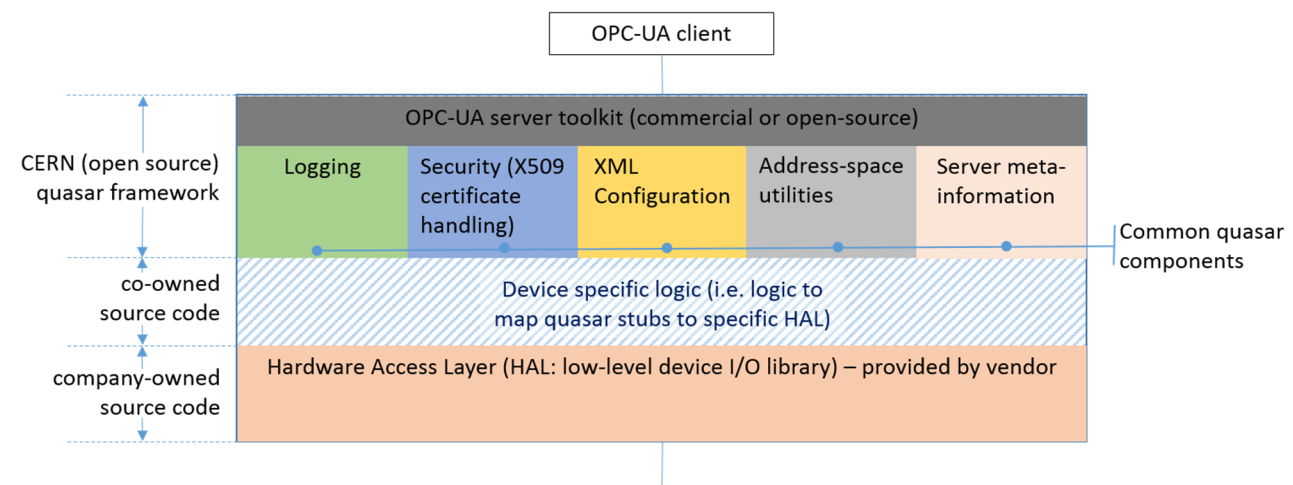 OPC-UA client
OPC-UA server toolkit (commercial or open-source)
CERN (open source)
quasar framework
Logging
Security (X509
certificate
handling)
XML
Configuration
Address-space
utilities
Server meta-
information
Common quasar
components
co-owned
source code
Device specific logic (i.e. logic to
map quasar stubs to specific HAL)
company-owned
source code
Hardware Access Layer (HAL: low-level device I/O library) – provided by vendor